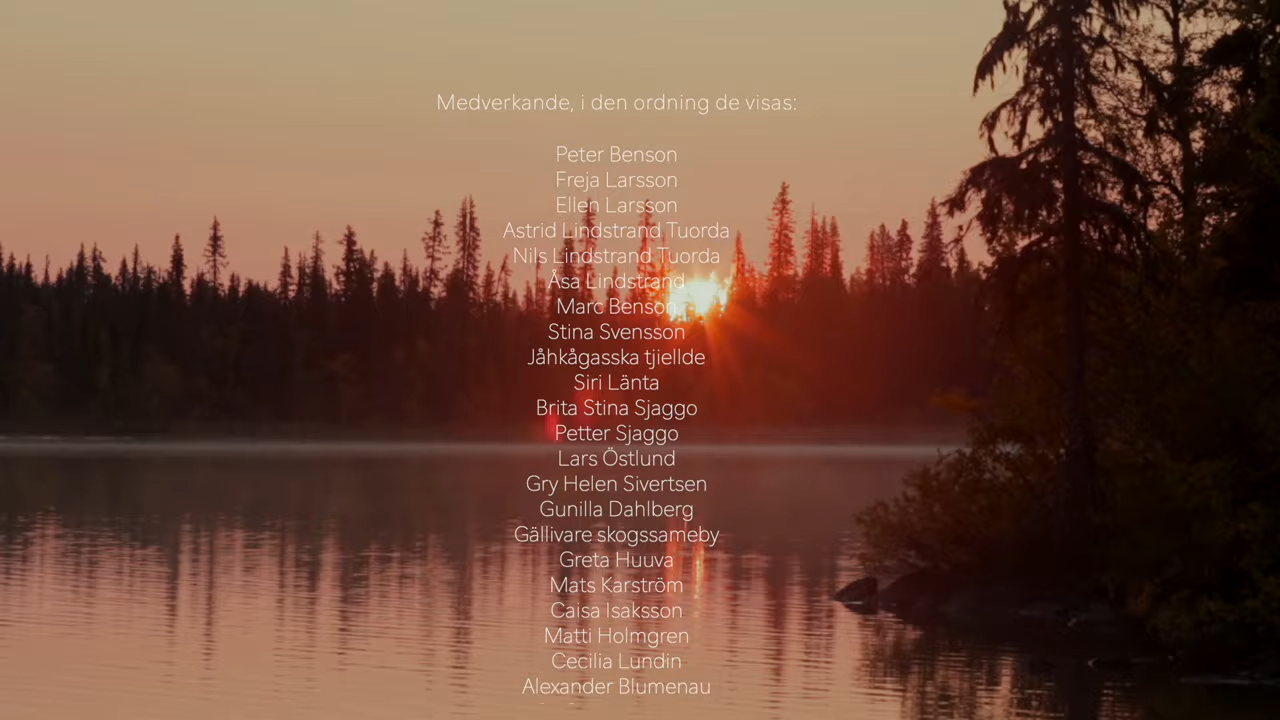 Medverkande, i den ordning de visas:
Peter Benson
Freja Larsson
Ellen Larsson
Astrid Lindstrand Tuorda
Nils Lindstrand Tuorda
Åsa Lindstrand
Marc Benson
Stina Svensson
Jåhkågasska tjiellde
Siri Länta
Brita Stina Sjaggo
Petter Sjaggo
Lars Östlund
Gry Helen Sivertsen
Gunilla Dahlberg
Gällivare skogssameby
Greta Huuva
Mats Karström
Caisa Isaksson
Matti Holmgren
Cecilia Lundin
Alexander Blumenau